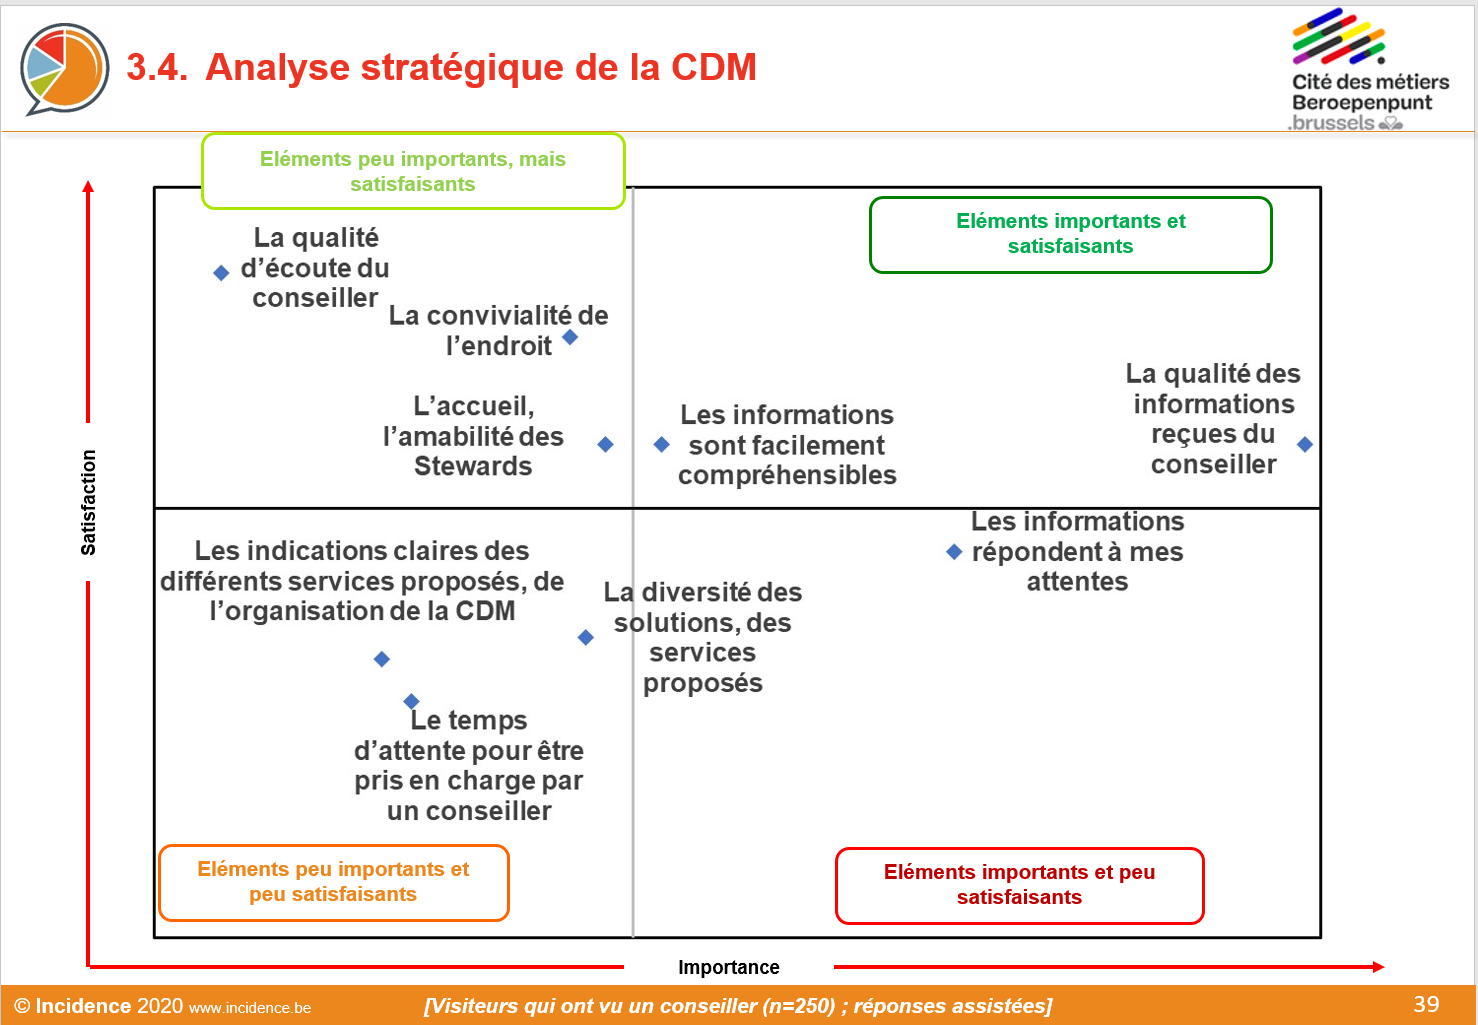 3.4. Analyse stratégique de la CDM
Cité des métiers
Beroepenpunt
.brussels
Eléments peu importants, mais
satisfaisants
Eléments importants et
satisfaisants
La qualité
d’écoute du
conseiller
La convivialité de
l’endroit
L’accueil,
l’amabilité des
Stewards
Les informations
sont facilement
compréhensibles
La qualité des
informations
reçues du
conseiller
Satisfaction
Les indications claires des
différents services proposés, de
l’organisation de la CDM
La diversité des
solutions, des
services
proposés
Les informations
répondent à mes
attentes
Le temps
d’attente pour être
pris en charge par
un conseiller
Eléments peu importants et
peu satisfaisants
Eléments importants et peu
satisfaisants
Importance
© Incidence 2020 www.incidence.be
[Visiteurs qui ont vu un conseiller (n=250) ; réponses assistées]
39